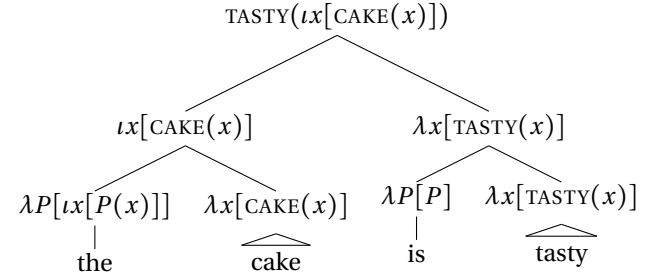 TASTY(ιx[CAKE(x)])
ιx[CAKE(x)] λx[TASTY(x)]
λP[ιx[P(x)]] λx[CAKE(x)] λP[P] λx[TASTY(x)]
the cake is tasty